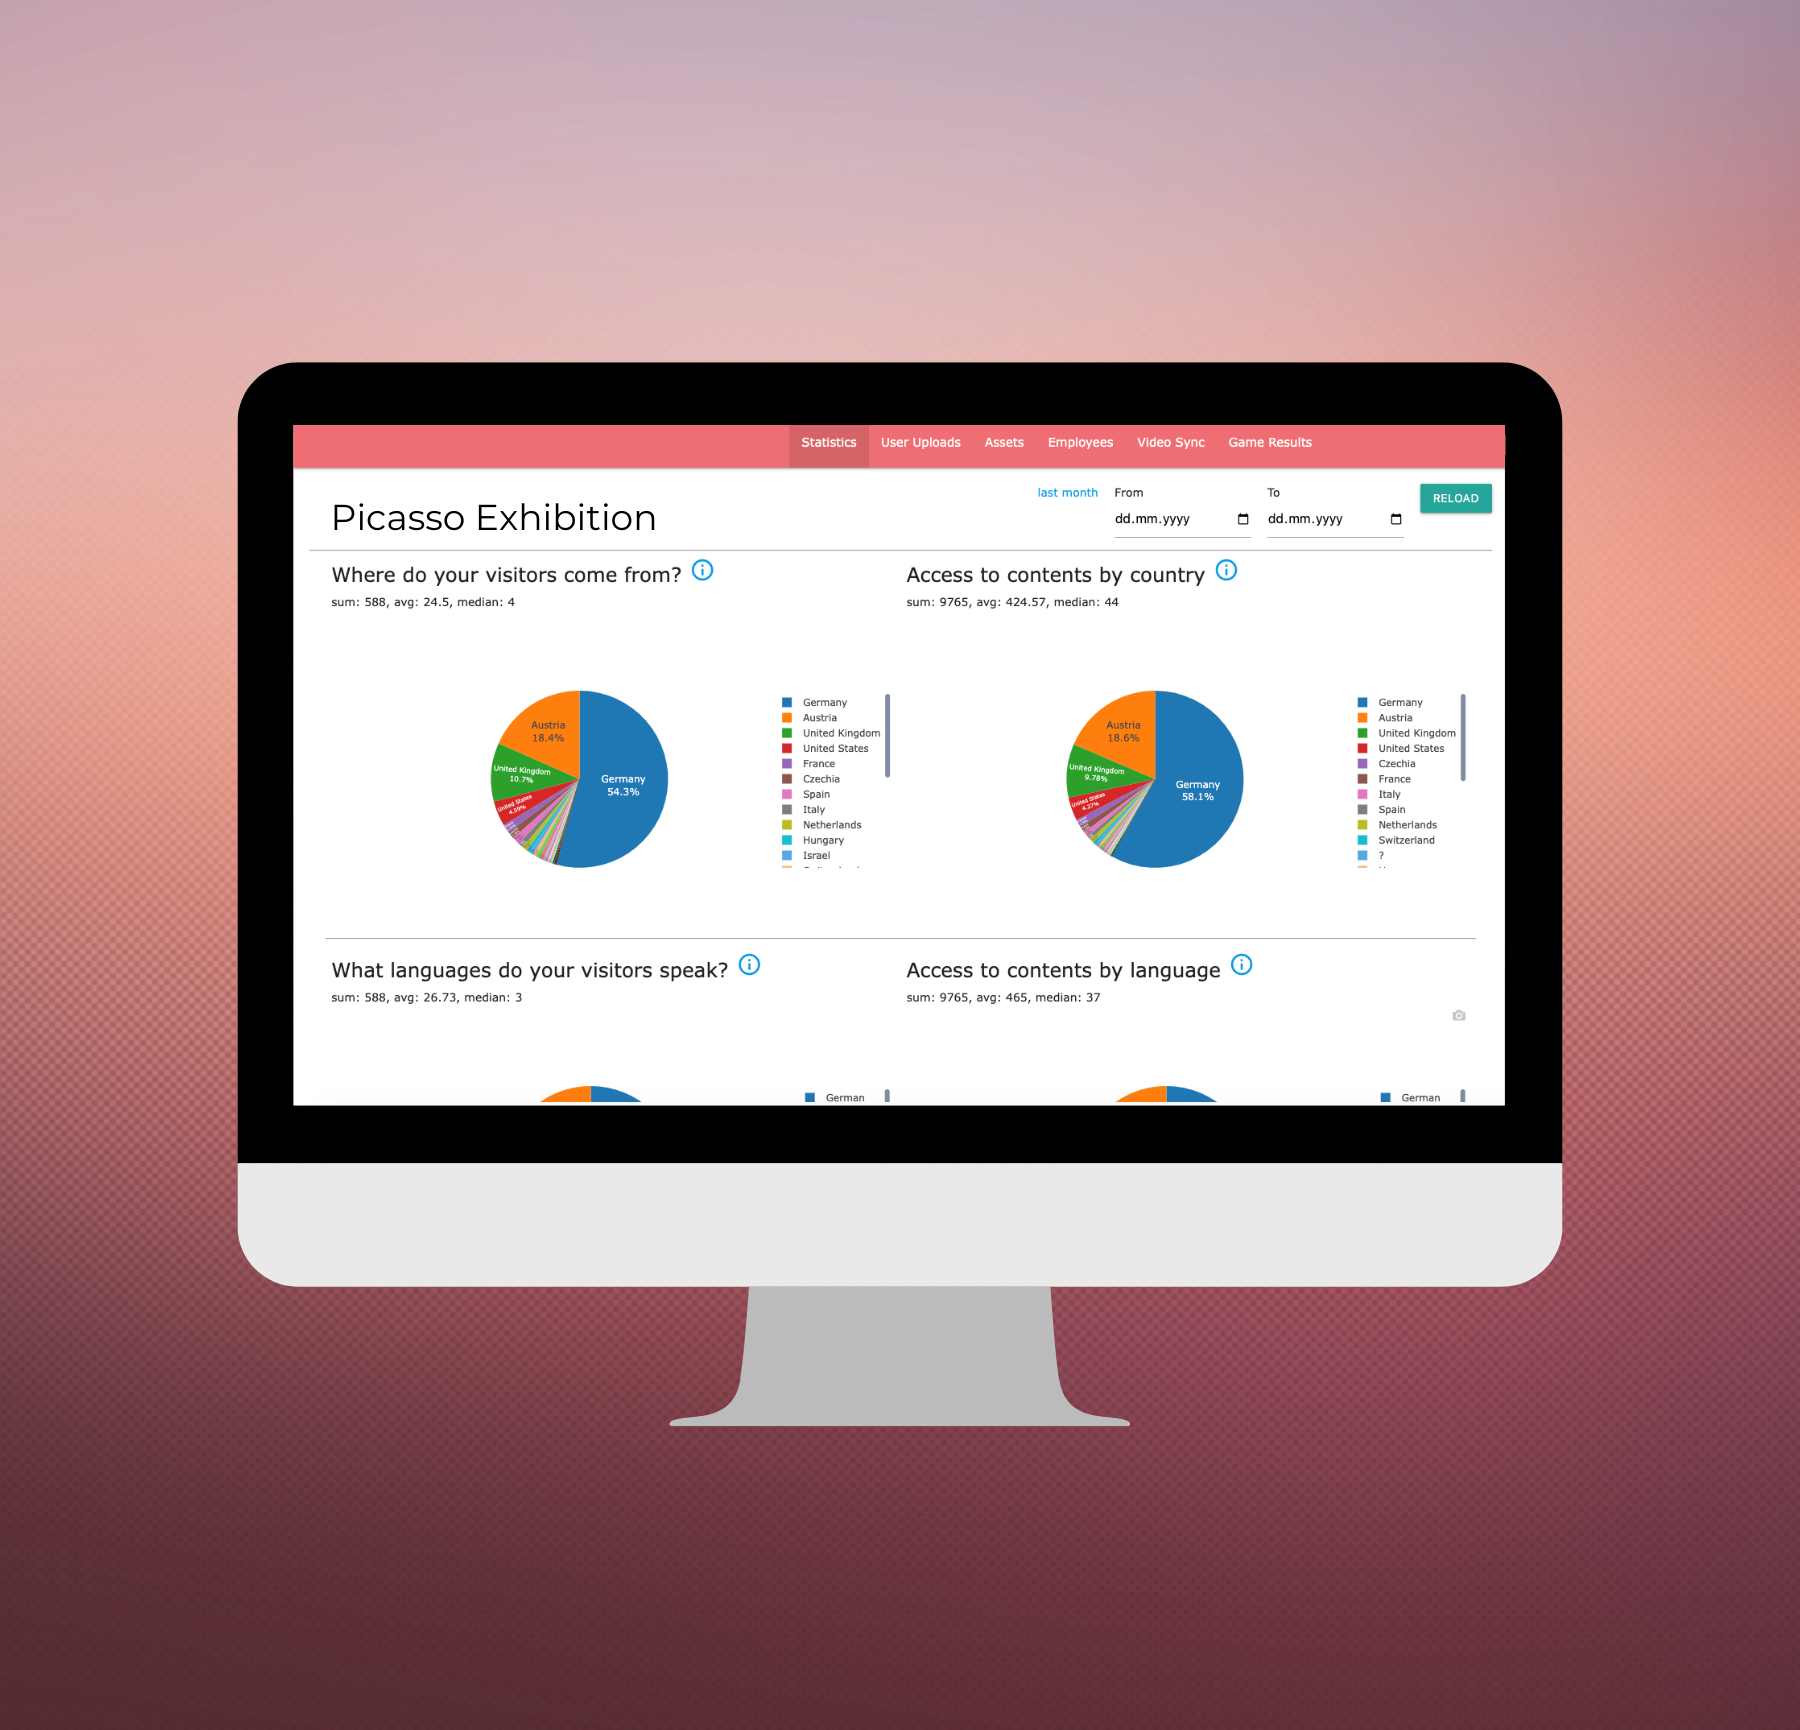 Statistics User Uploads Assets Employees Video Sync Game Results
last month From To RELOAD
Picasso Exhibition
dd.mm.yyyy dd.mm.yyyy
Where do your visitors come from?
sum: 588, avg: 24.5, median: 4
Austria
18.4%
United Kingdom
10.7%
United States
Germany
54.3%
Germany
Austria
United Kingdom
United States
France
Czechia
Spain
Italy
Netherlands
Hungary
Israel
Access to contents by country
sum: 9765, avg: 424.57, median: 44
Austria
18.6%
United Kingdom
9.78%
United States
4.27%
Germany
58.1%
Germany
Austria
United Kingdom
United States
Czechia
France
Italy
Spain
Netherlands
Switzerland
?
What languages do your visitors speak?
sum: 588, avg: 26.73, median: 3
German
Access to contents by language
sum: 9765, avg: 465, median: 37
German